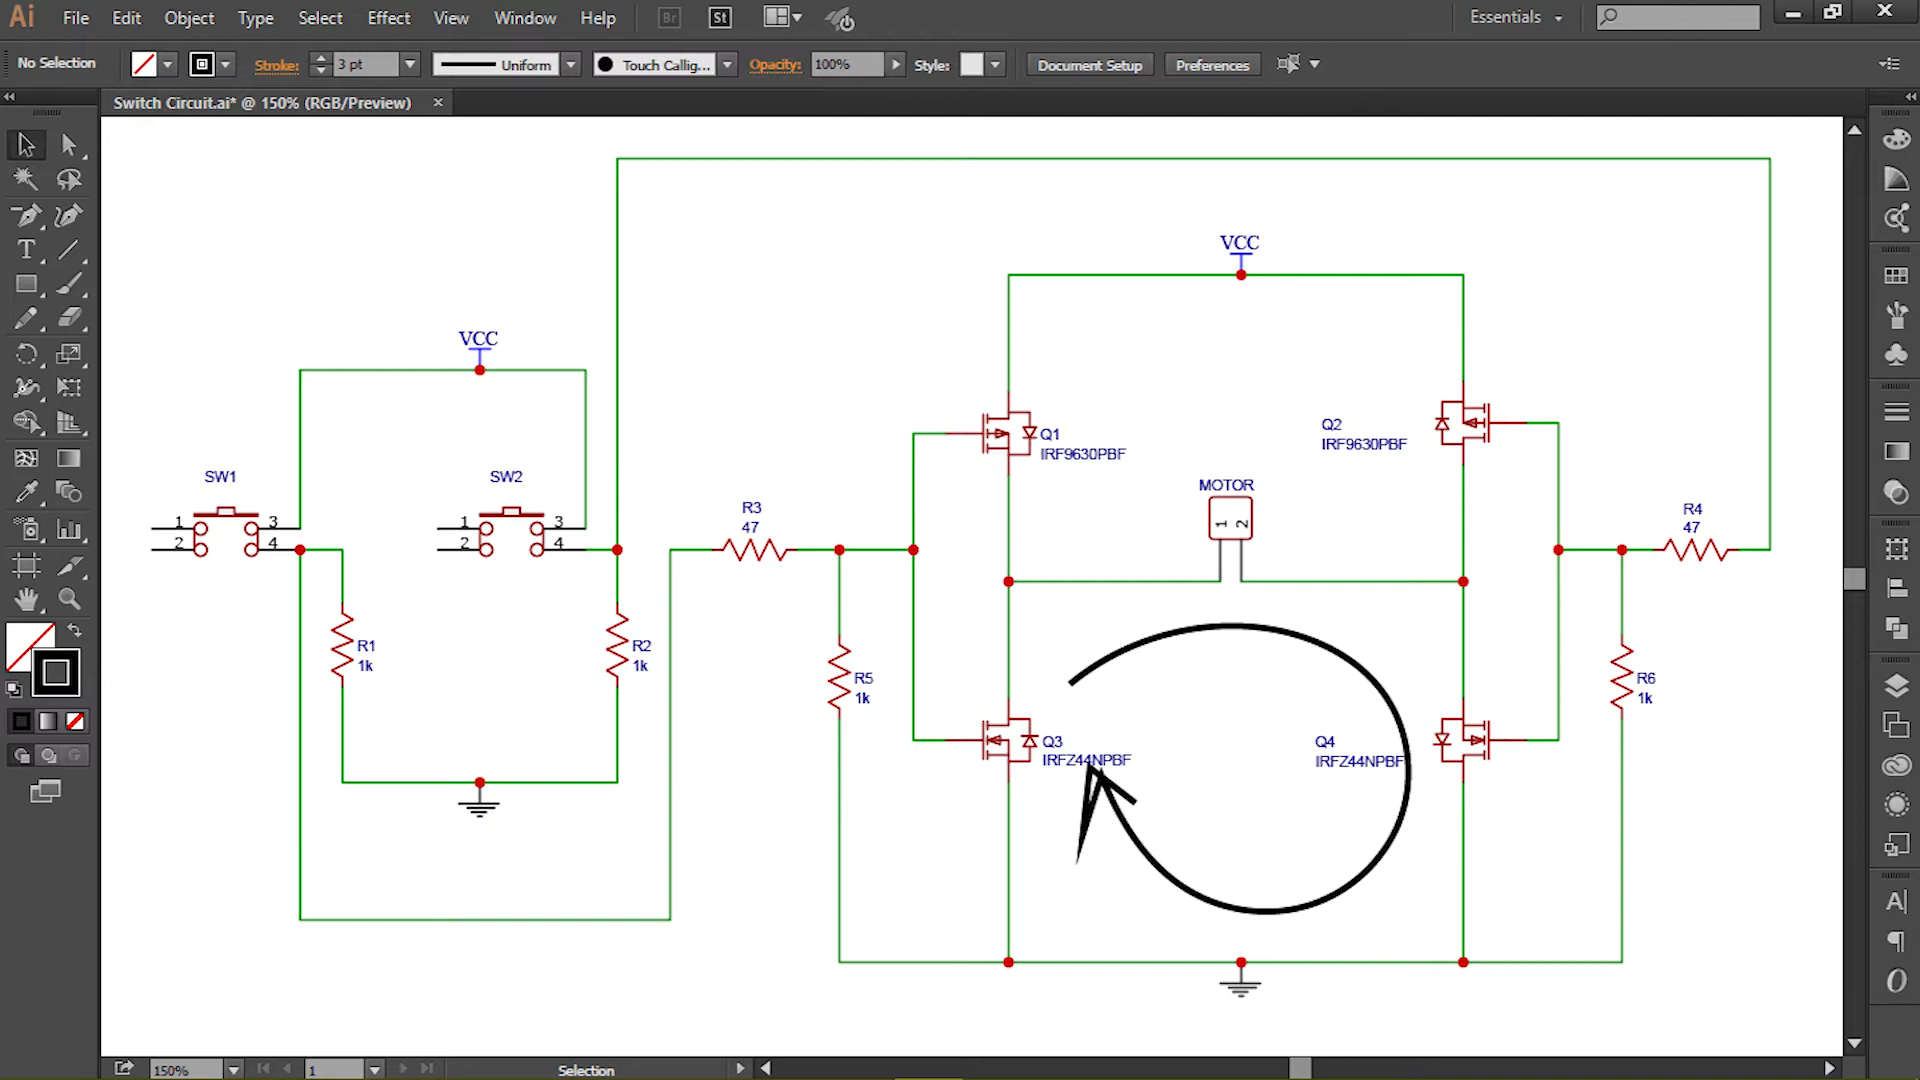 Ai File Edit Object Type Select Effect View Window Help Br St Essentials
No Selection Stroke: 3 pt Uniform Touch Callig... Opacity: 100% Style: Document Setup Preferences
Switch Circuit.ai* @ 150% (RGB/Preview)
VCC
VCC
Q1
IRF9630PBF
Q2
IRF9630PBF
SW1
1
2
3
4
SW2
1
2
3
4
R3
47
MOTOR
1
2
R4
47
R1
1k
R2
1k
R5
1k
R6
1k
Q3
IRFZ44NPBF
Q4
IRFZ44NPBF
150% 1 Selection